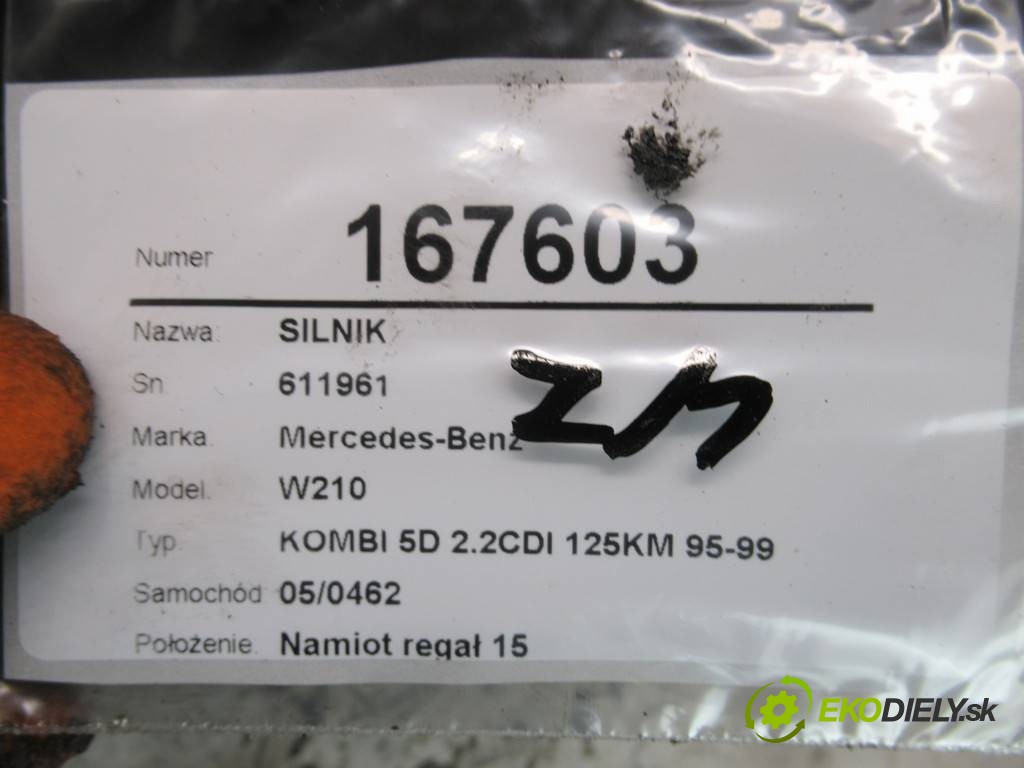 Numer 167603
Nazwa: SILNIK
Sn. 611961
Marka. Mercedes-Benz
Model. W210
Typ. KOMBI 5D 2.2CDI 125KM 95-99
Samochód 05/0462
Położenie. Namiot regał 15
EKODIELY.sk